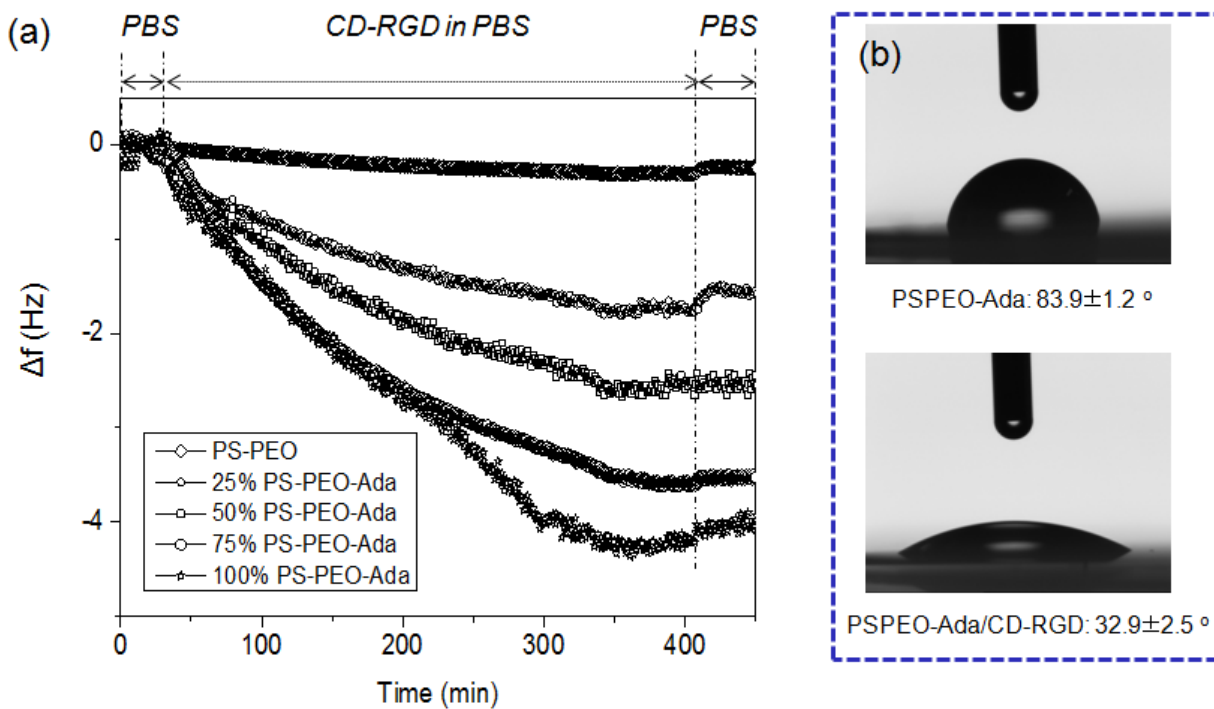 (a)
PBS
CD-RGD in PBS
PBS
0
-2
-4
Δf (Hz)
PS-PEO
25% PS-PEO-Ada
50% PS-PEO-Ada
75% PS-PEO-Ada
100% PS-PEO-Ada
0
100
200
300
400
Time (min)
(b)
PSPEO-Ada: 83.9±1.2 º
PSPEO-Ada/CD-RGD: 32.9±2.5 º